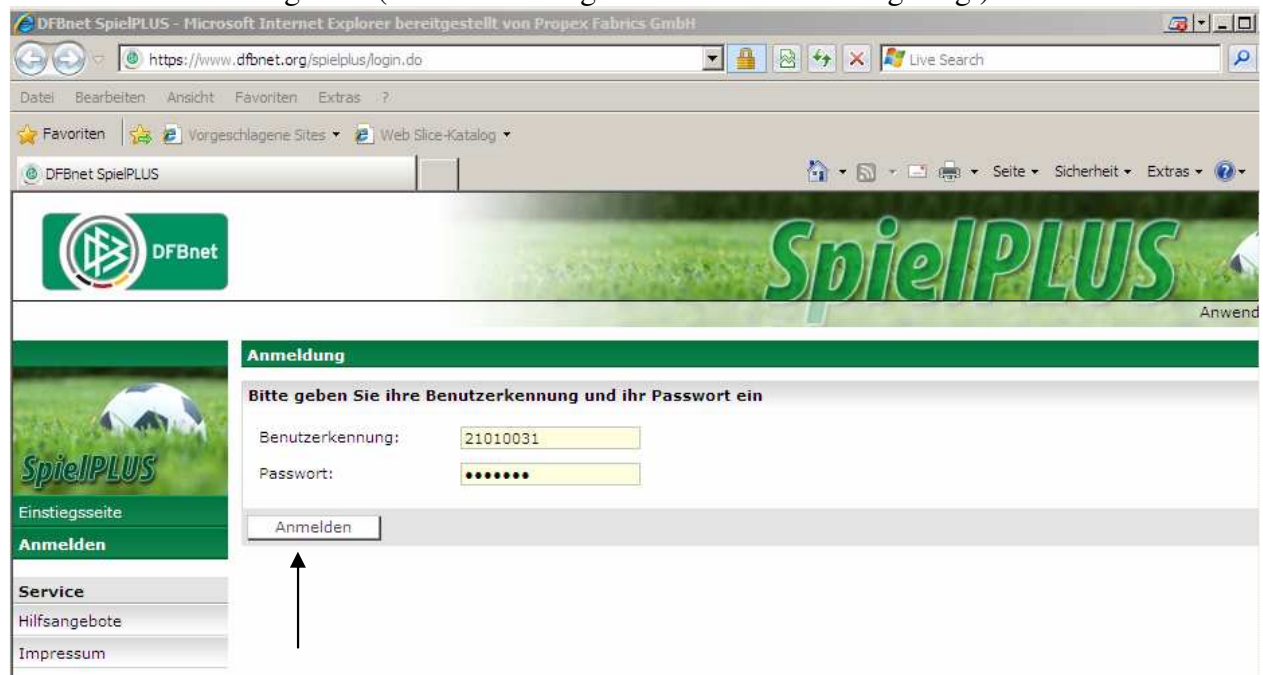 DFBnet SpielPLUS - Microsoft Internet Explorer bereitgestellt von Propex Fabrics GmbH
https://www.dfbnet.org/spielplus/login.do
Live Search
Datei Bearbeiten Ansicht Favoriten Extras ?
Favoriten Vorgeschlagene Sites Web Slice-Katalog
DFBnet SpielPLUS
Seite Sicherheit Extras
DFBnet
SpielPLUS
Anwend
Anmeldung
Bitte geben Sie ihre Benutzerkennung und ihr Passwort ein
Benutzerkennung: 21010031
Passwort: •••••••
Anmelden
SpielPLUS
Einstiegsseite
Anmelden
Service
Hilfsangebote
Impressum